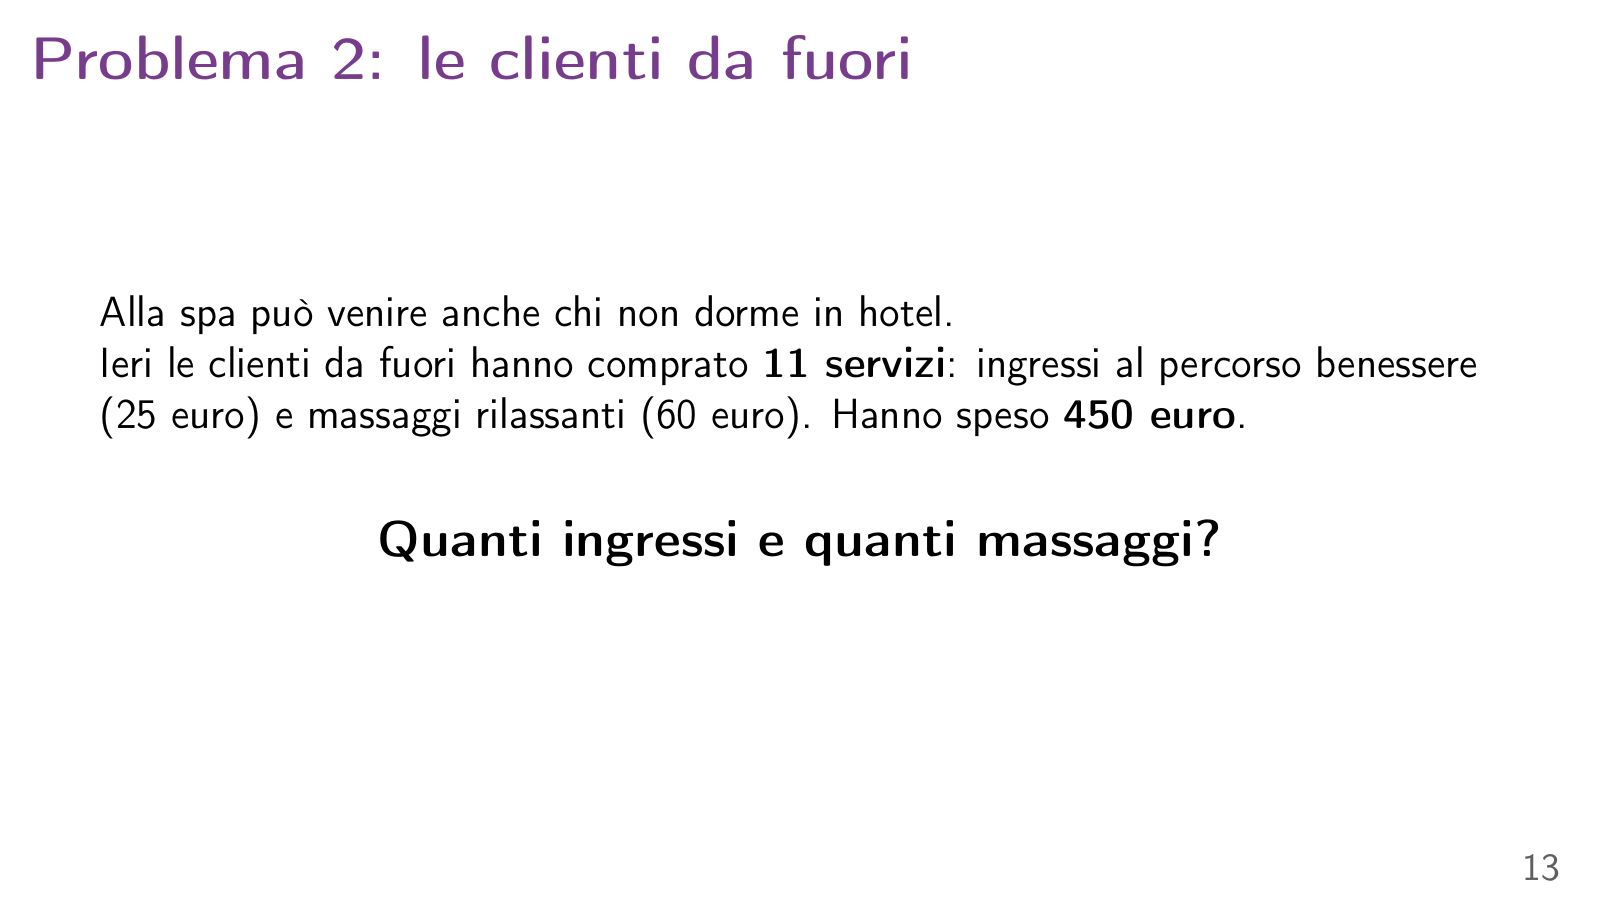 Problema 2: le clienti da fuori
Alla spa può venire anche chi non dorme in hotel.
Ieri le clienti da fuori hanno comprato 11 servizi: ingressi al percorso benessere
(25 euro) e massaggi rilassanti (60 euro). Hanno speso 450 euro.
Quanti ingressi e quanti massaggi?
13